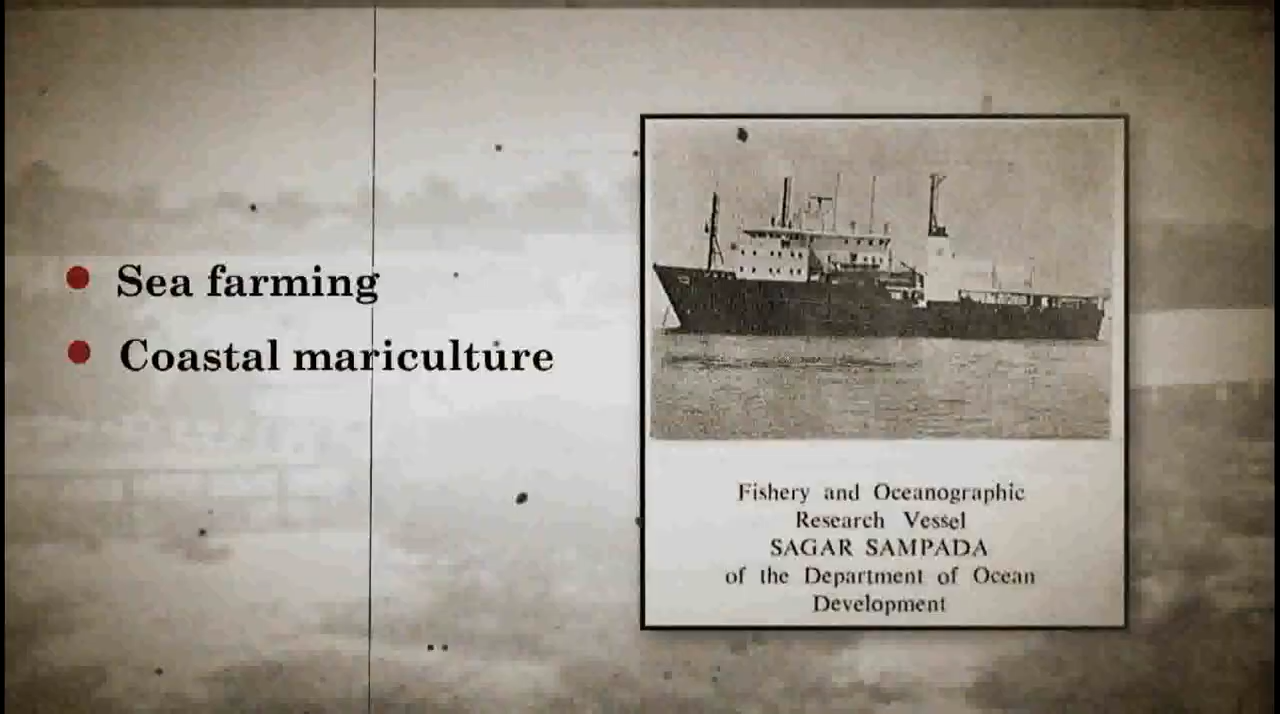 Sea farming
Coastal mariculture
Fishery and Oceanographic
Research Vessel
SAGAR SAMPADA
of the Department of Ocean
Development